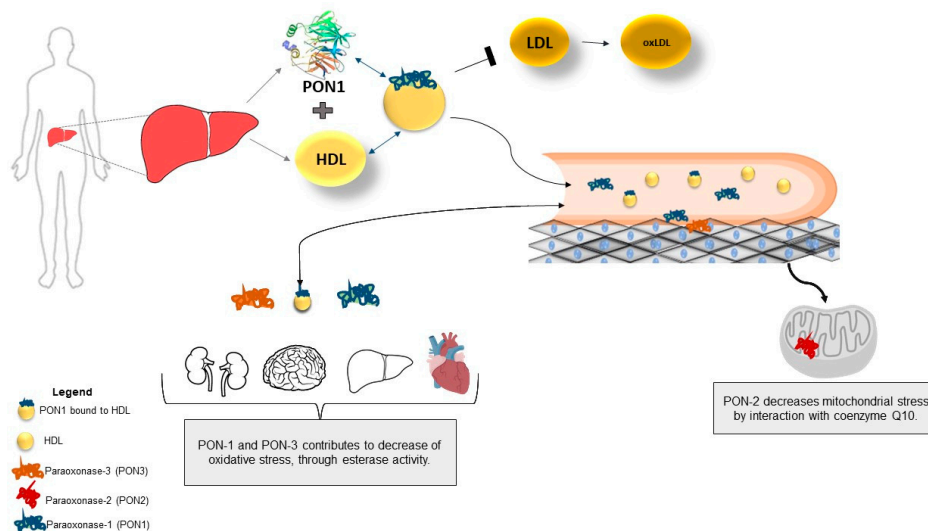 LDL
oxLDL
PON1
HDL
PON-2 decreases mitochondrial stress
by interaction with coenzyme Q10.
Legend
PON1 bound to HDL
HDL
Paraoxonase-3 (PON3)
Paraoxonase-2 (PON2)
Paraoxonase-1 (PON1)
PON-1 and PON-3 contributes to decrease of
oxidative stress, through esterase activity.